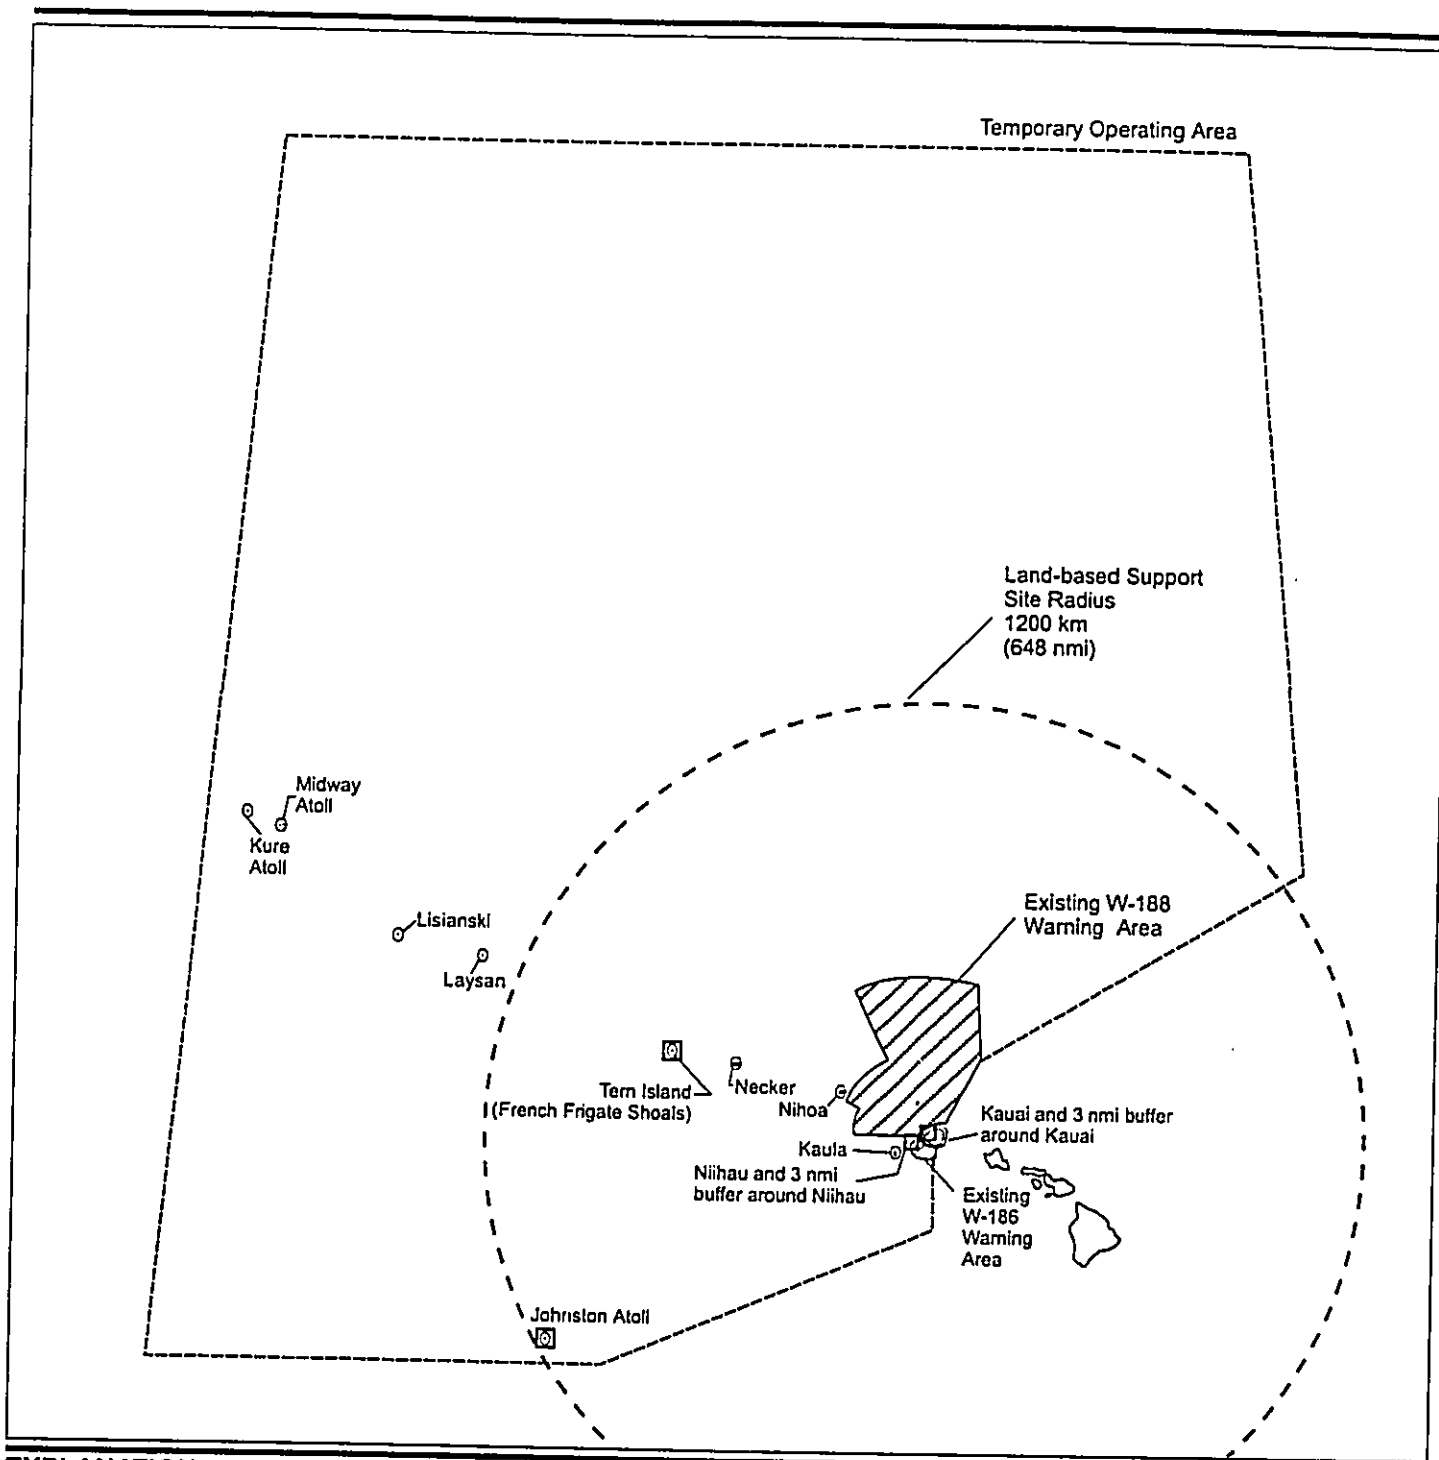 Temporary Operating Area
Land-based Support
Site Radius
1200 km
(648 nmi)
Midway
Atoll
Kure
Atoll
Existing W-188
Warning Area
Lisianski
Laysan
Tern Island
(French Frigate Shoals)
Necker
Nihoa
Kauai and 3 nmi buffer
around Kauai
Kaula
Niihau and 3 nmi
buffer around Niihau
Existing
W-186
Warning
Area
Johnston Atoll